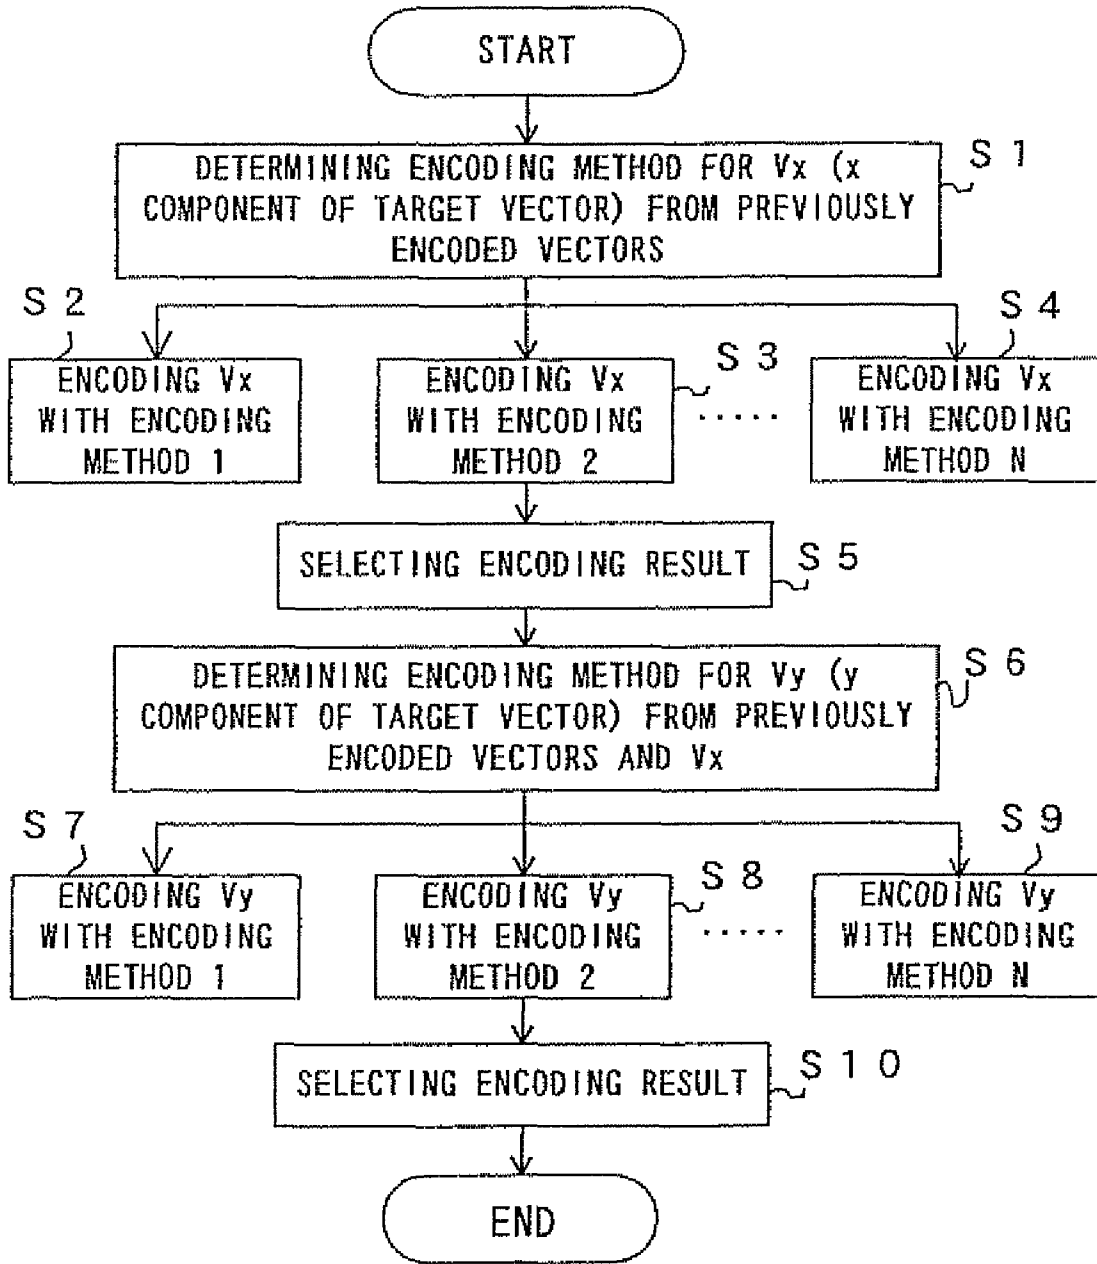 START
DETERMINING ENCODING METHOD FOR Vx (x
COMPONENT OF TARGET VECTOR) FROM PREVIOUSLY
ENCODED VECTORS
S 1
S 2
S 3
S 4
ENCODING Vx
WITH ENCODING
METHOD 1
ENCODING Vx
WITH ENCODING
METHOD 2
.....
ENCODING Vx
WITH ENCODING
METHOD N
SELECTING ENCODING RESULT
S 5
DETERMINING ENCODING METHOD FOR Vy (y
COMPONENT OF TARGET VECTOR) FROM PREVIOUSLY
ENCODED VECTORS AND Vx
S 6
S 7
S 8
S 9
ENCODING Vy
WITH ENCODING
METHOD 1
ENCODING Vy
WITH ENCODING
METHOD 2
.....
ENCODING Vy
WITH ENCODING
METHOD N
SELECTING ENCODING RESULT
S 1 0
END